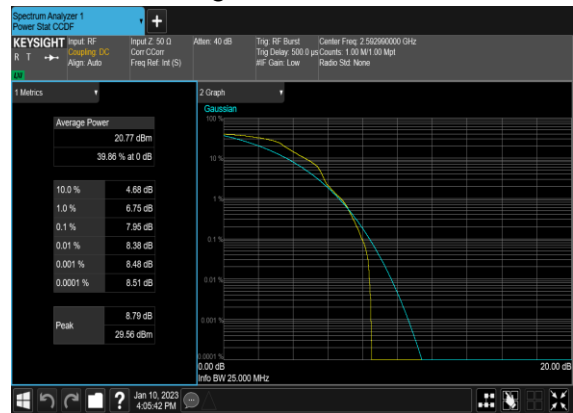 Spectrum Analyzer 1
Power Stat CCDF
+
KEYSIGHT
R T
LW
Input: RF
Coupling: DC
Align: Auto
Input Z: 50 Ω
Corr CCorr
Freq Ref: Int (S)
Atten: 40 dB
Trig: RF Burst
Trig Delay: 500.0 µs
#IF Gain: Low
Center Freq: 2.592990000 GHz
Counts: 1.00 M/1.00 Mpt
Radio Std: None
1 Metrics
Average Power
20.77 dBm
39.86 % at 0 dB
10.0 % 4.68 dB
1.0 % 6.75 dB
0.1 % 7.95 dB
0.01 % 8.38 dB
0.001 % 8.48 dB
0.0001 % 8.51 dB
Peak
8.79 dB
29.56 dBm
2 Graph
Gaussian
100 %
10 %
1 %
0.1 %
0.01 %
0.001 %
0.0001 %
0.00 dB 20.00 dB
Info BW 25.000 MHz
?
Jan 10, 2023
4:05:42 PM